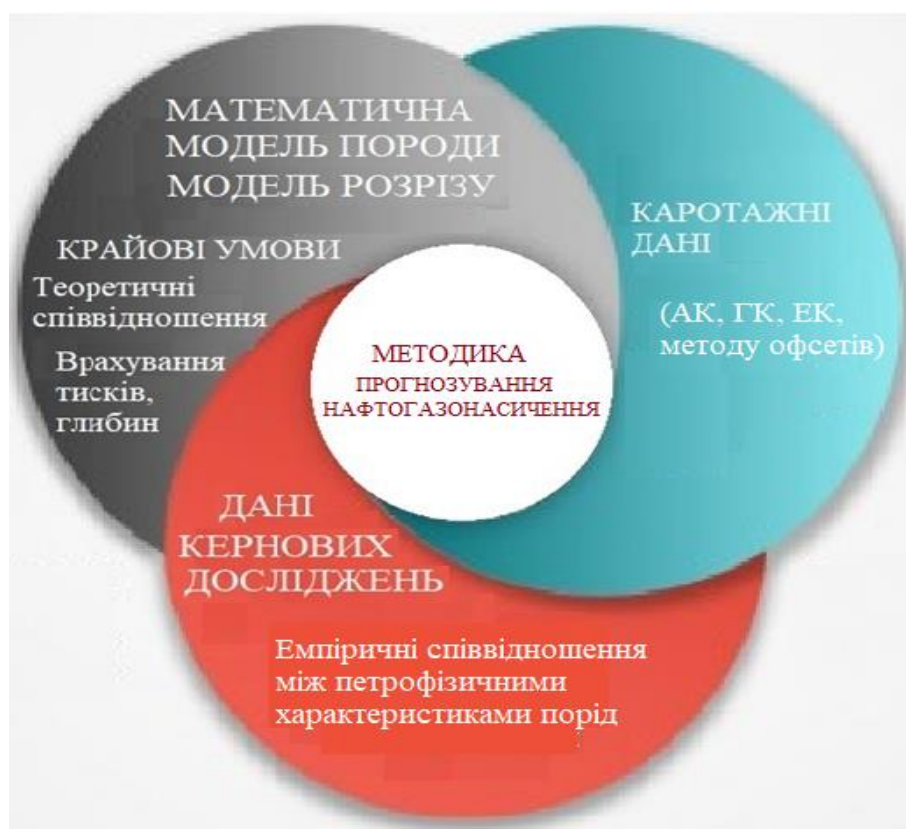 МАТЕМАТИЧНА
МОДЕЛЬ ПОРОДИ
МОДЕЛЬ РОЗРІЗУ
КРАЙОВІ УМОВИ
Теоретичні
співвідношення
Врахування
тисків,
глибин
КАРОТАЖНІ
ДАНІ
(АК, ГК, ЕК,
методу офсетів)
МЕТОДИКА
ПРОГНОЗУВАННЯ
НАФТОГАЗОНАСИЧЕННЯ
ДАНІ
КЕРНОВИХ
ДОСЛІДЖЕНЬ
Емпіричні співвідношення
між петрофізичними
характеристиками порід